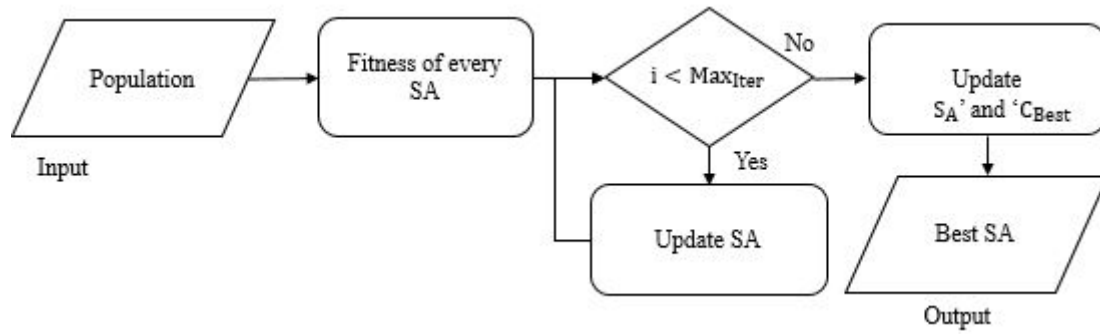 Population
Input
Fitness of every
SA
i < Max_Iter
No
Yes
Update SA
Update
S_A' and 'C_Best
Best SA
Output